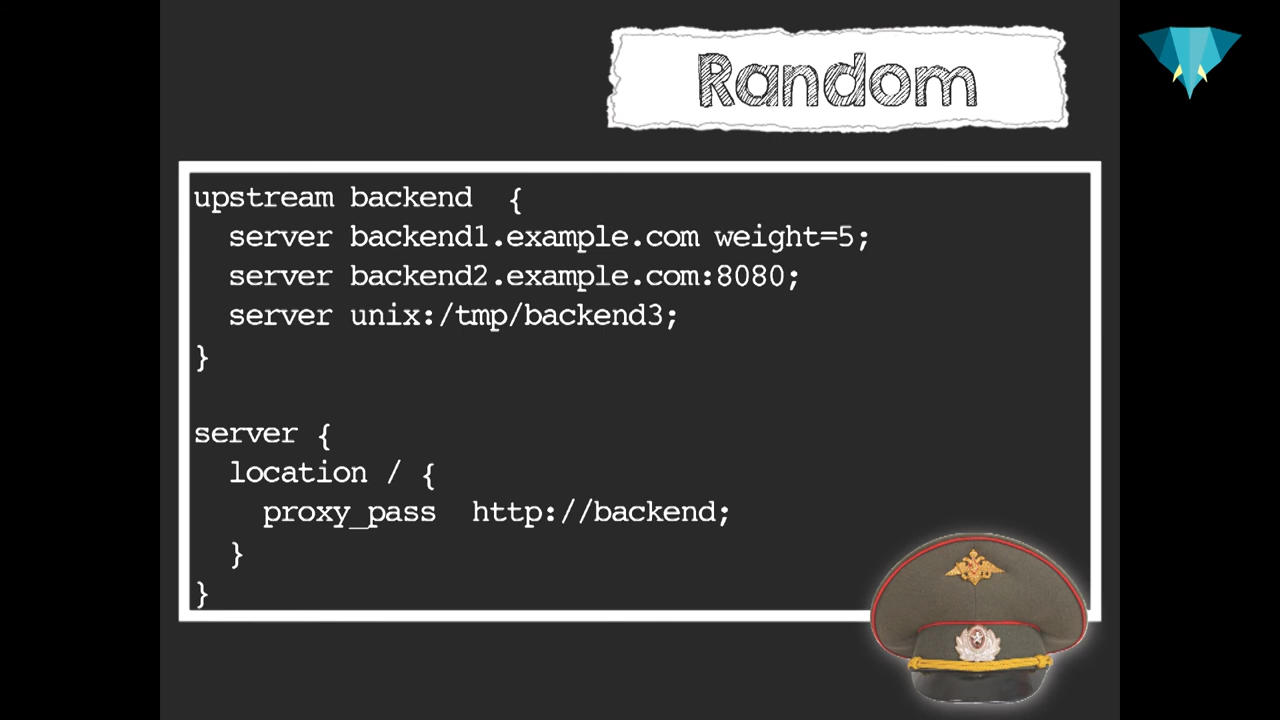 Random
upstream backend  {
  server backend1.example.com weight=5;
  server backend2.example.com:8080;
  server unix:/tmp/backend3;
}

server {
  location / {
    proxy_pass  http://backend;
  }
}